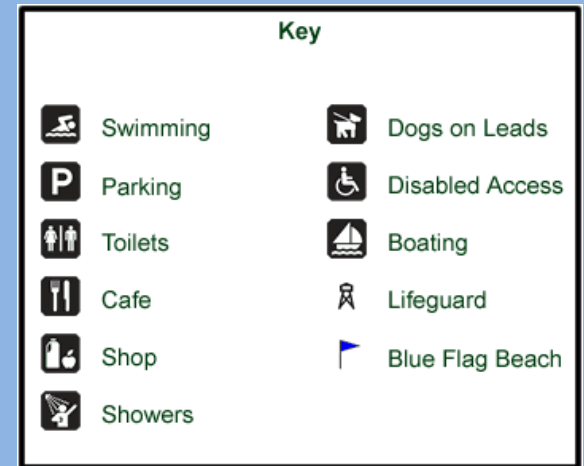 Key
Swimming
Parking
P
Toilets
Cafe
Shop
Showers
Dogs on Leads
Disabled Access
Boating
Lifeguard
Blue Flag Beach